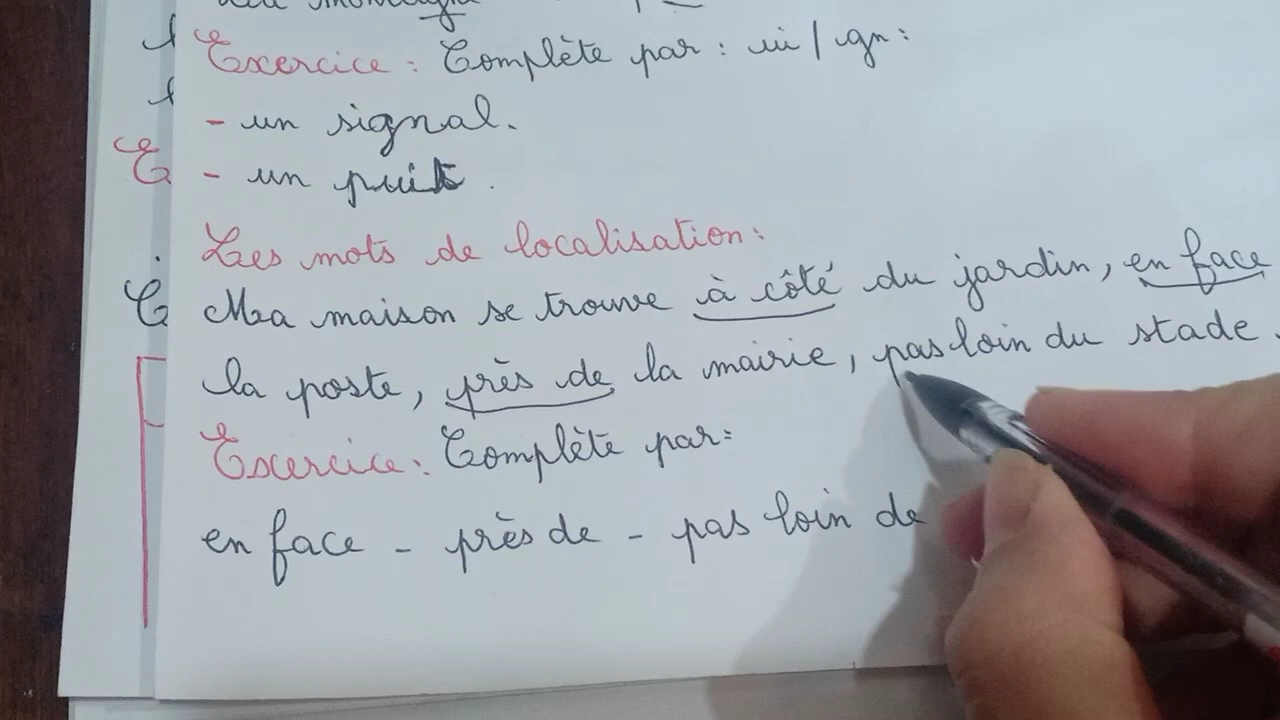 Exercice : Complète par : ui / gn :
- un signal.
- un puits.
Les mots de localisation :
Ma maison se trouve à côté du jardin, en face
la poste, près de la mairie, pas loin du stade.
Exercice : Complète par :
en face - près de - pas loin de